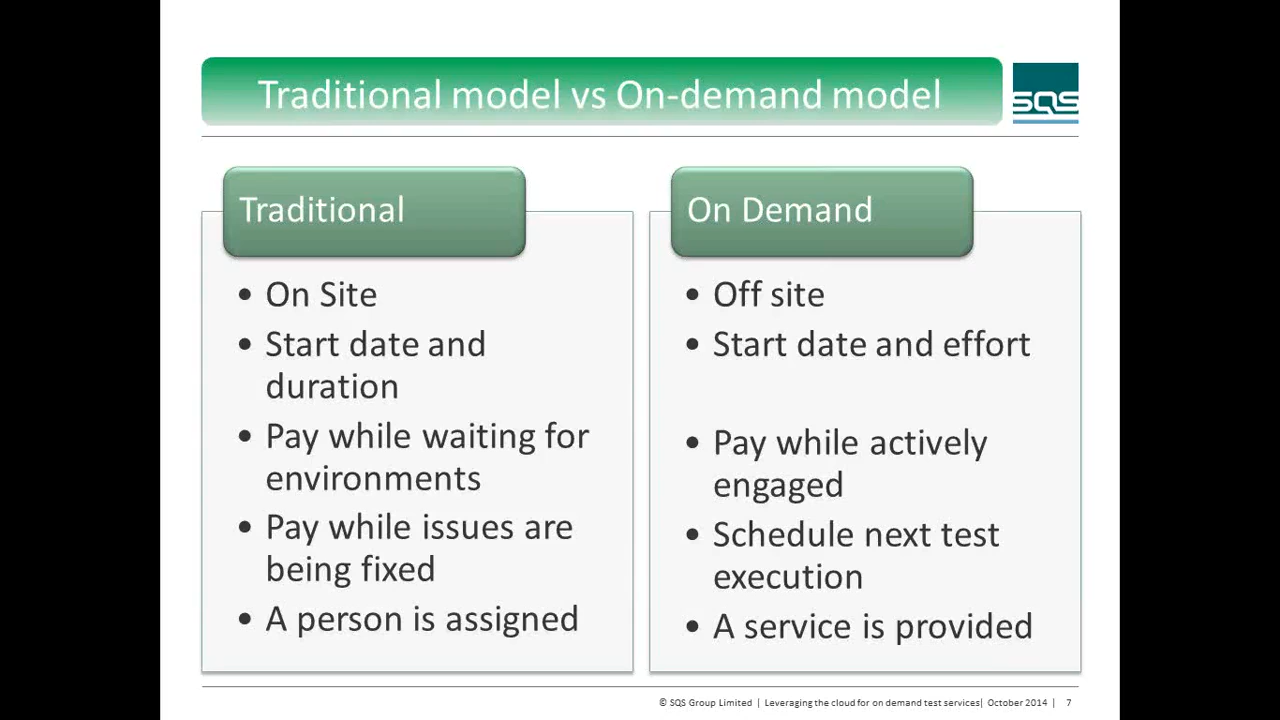 Traditional model vs On-demand model
SQS
Traditional
• On Site
• Start date and
duration
• Pay while waiting for
environments
• Pay while issues are
being fixed
• A person is assigned
On Demand
• Off site
• Start date and effort
• Pay while actively
engaged
• Schedule next test
execution
• A service is provided
© SQS Group Limited | Leveraging the cloud for on demand test services| October 2014 | 7